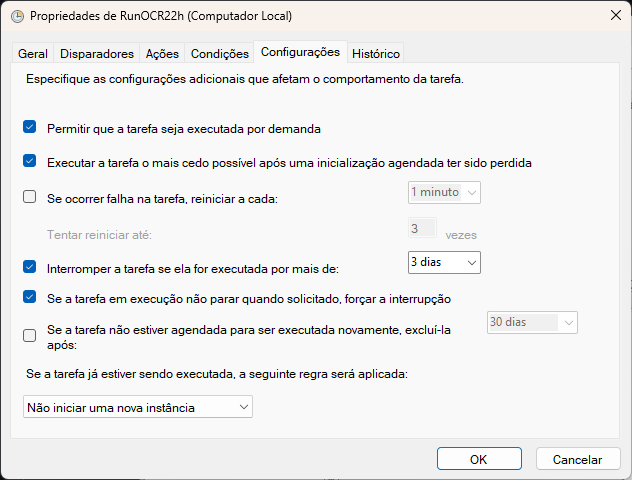 Propriedades de RunOCR22h (Computador Local)
Geral Disparadores Ações Condições Configurações Histórico
Especifique as configurações adicionais que afetam o comportamento da tarefa.
Permitir que a tarefa seja executada por demanda
Executar a tarefa o mais cedo possível após uma inicialização agendada ter sido perdida
Se ocorrer falha na tarefa, reiniciar a cada: 1 minuto
Tentar reiniciar até: 3 vezes
Interromper a tarefa se ela for executada por mais de: 3 dias
Se a tarefa em execução não parar quando solicitado, forçar a interrupção
Se a tarefa não estiver agendada para ser executada novamente, excluí-la 30 dias
após:
Se a tarefa já estiver sendo executada, a seguinte regra será aplicada:
Não iniciar uma nova instância
OK Cancelar